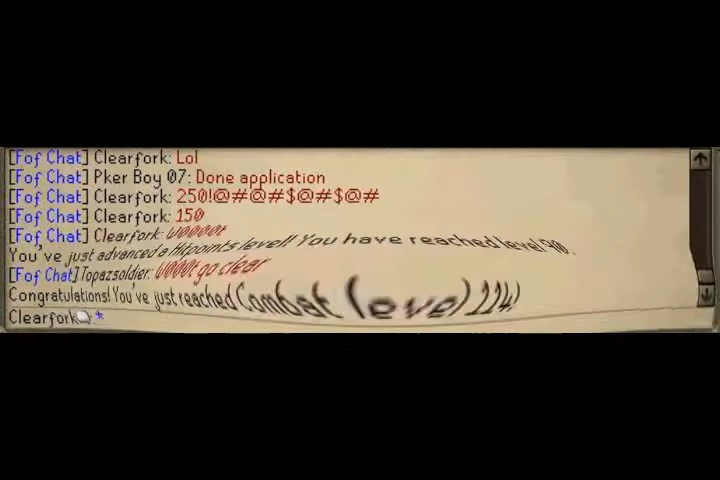 [Fof Chat] Clearfork: Lol
[Fof Chat] Pker Boy 07: Done application
[Fof Chat] Clearfork: 250!@#@#$@#$@#
[Fof Chat] Clearfork: 150
[Fof Chat] Clearfork: W0000t
You've just advanced a Hitpoints level! You have reached level 90.
[Fof Chat] Topazsoldier: W000t go clear
Congratulations! You've just reached Combat level 114!
Clearfork: *